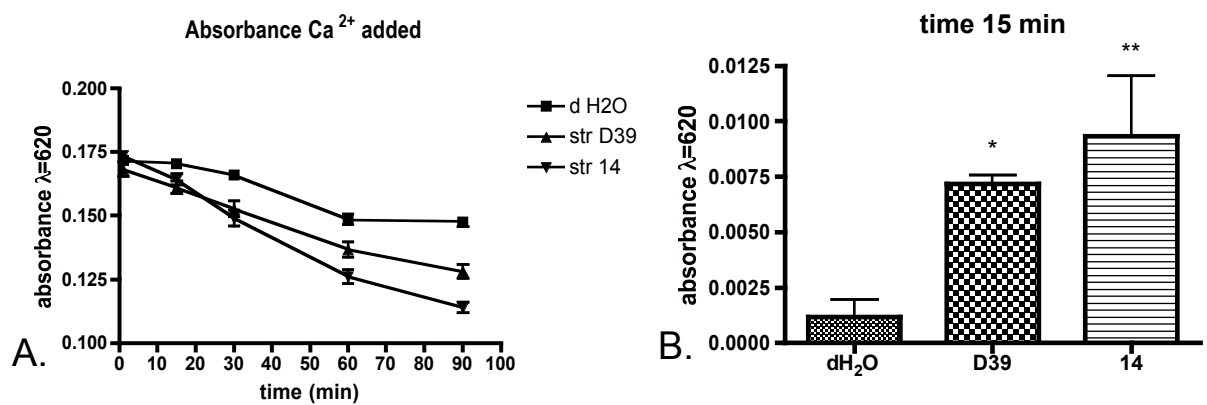 Absorbance Ca 2+ added
absorbance λ=620
0.200
0.175
0.150
0.125
0.100
0 10 20 30 40 50 60 70 80 90 100
time (min)
d H2O
str D39
str 14
A.
time 15 min
absorbance λ=620
0.0125
0.0100
0.0075
0.0050
0.0025
0.0000
*
**
dH2O D39 14
B.